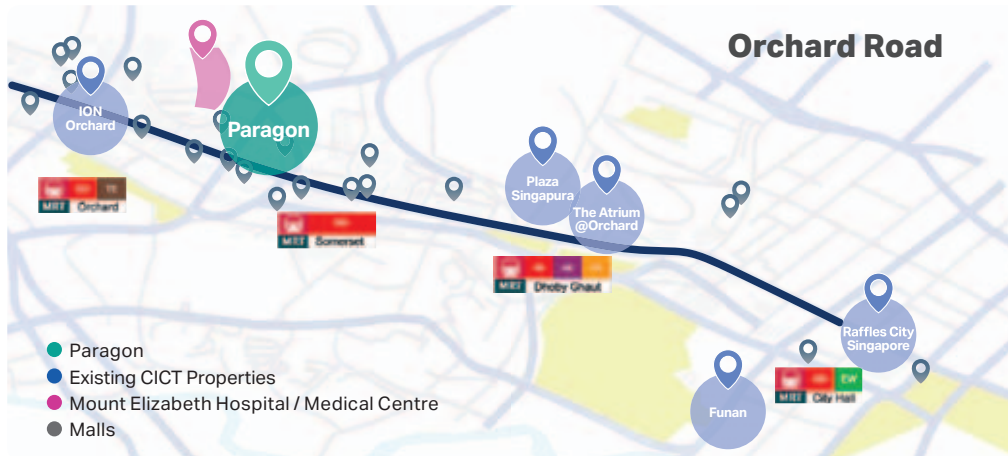 Orchard Road
ION
Orchard
Paragon
Plaza
Singapura
The Atrium
@Orchard
MRT Orchard
MRT Somerset
MRT Dhoby Ghaut
Raffles City
Singapore
EW
MRT City Hall
Funan
Paragon
Existing CICT Properties
Mount Elizabeth Hospital / Medical Centre
Malls